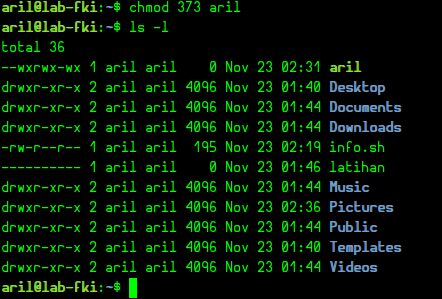 aril@lab-fki:~$ chmod 373 aril
aril@lab-fki:~$ ls -l
total 36
--wxrwx-wx 1 aril aril    0 Nov 23 02:31 aril
drwxr-xr-x 2 aril aril 4096 Nov 23 01:40 Desktop
drwxr-xr-x 2 aril aril 4096 Nov 23 01:44 Documents
drwxr-xr-x 2 aril aril 4096 Nov 23 01:44 Downloads
-rw-r--r-- 1 aril aril  195 Nov 23 02:19 info.sh
---------- 1 aril aril    0 Nov 23 01:46 latihan
drwxr-xr-x 2 aril aril 4096 Nov 23 01:44 Music
drwxr-xr-x 2 aril aril 4096 Nov 23 02:36 Pictures
drwxr-xr-x 2 aril aril 4096 Nov 23 01:44 Public
drwxr-xr-x 2 aril aril 4096 Nov 23 01:40 Templates
drwxr-xr-x 2 aril aril 4096 Nov 23 01:44 Videos
aril@lab-fki:~$